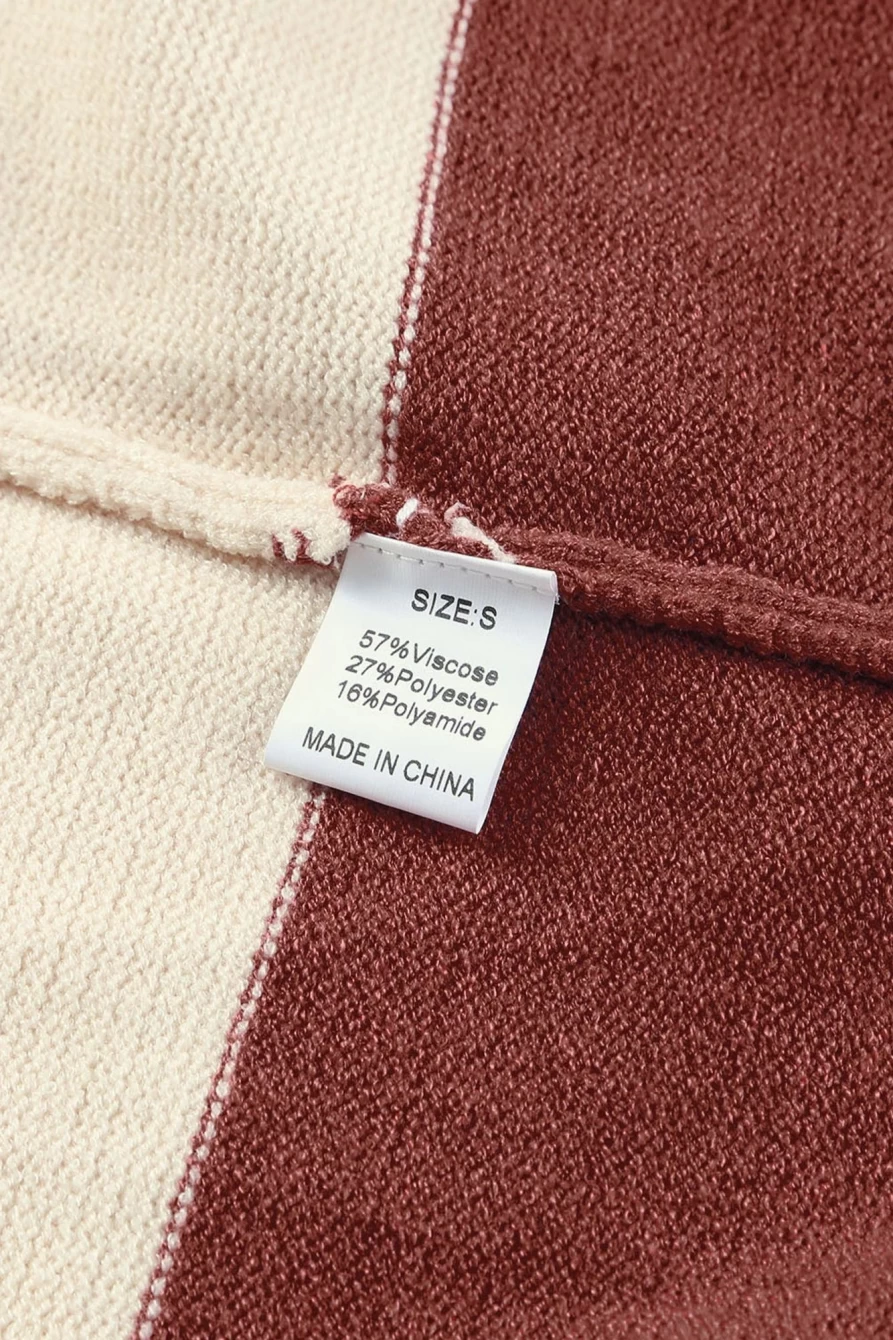 SIZE:S
57%Viscose
27%Polyester
16%Polyamide
MADE IN CHINA